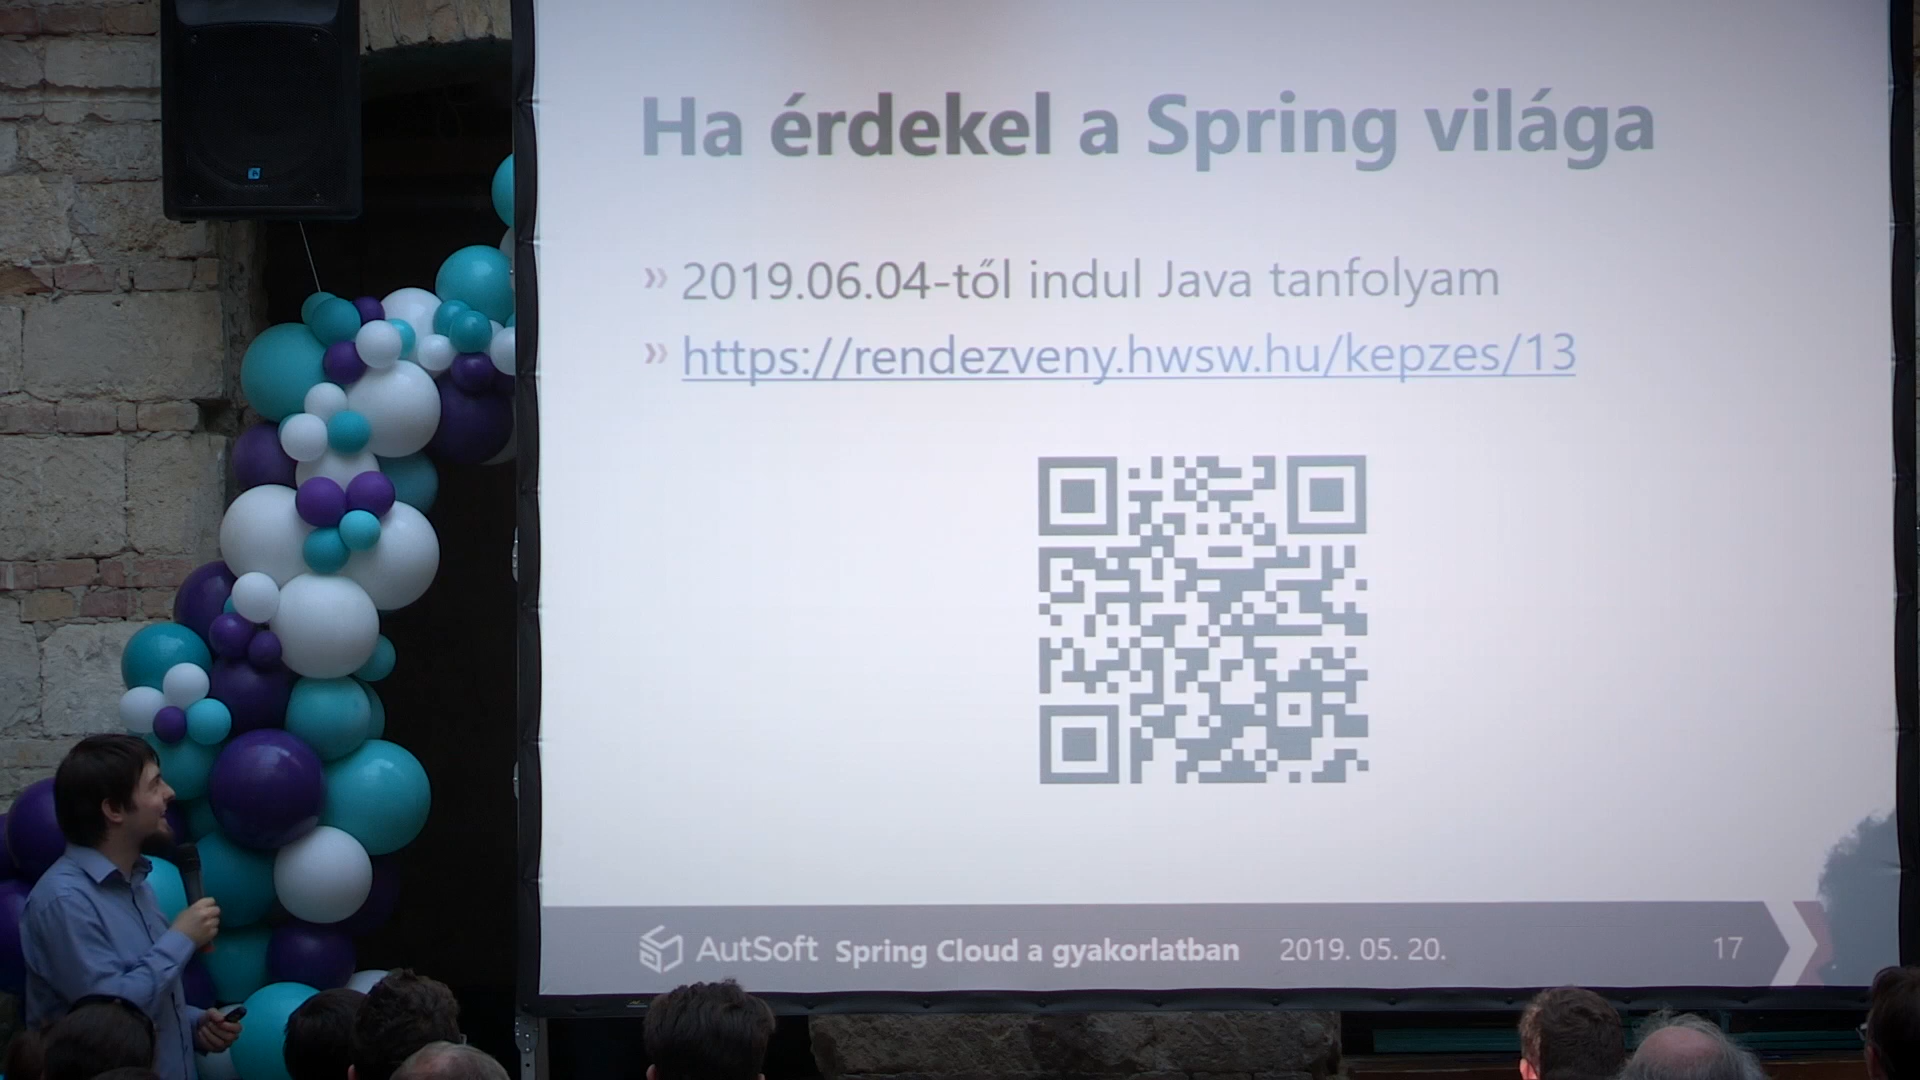 Ha érdekel a Spring világa
» 2019.06.04-től indul Java tanfolyam
» https://rendezveny.hwsw.hu/kepzes/13
AutSoft Spring Cloud a gyakorlatban 2019. 05. 20. 17